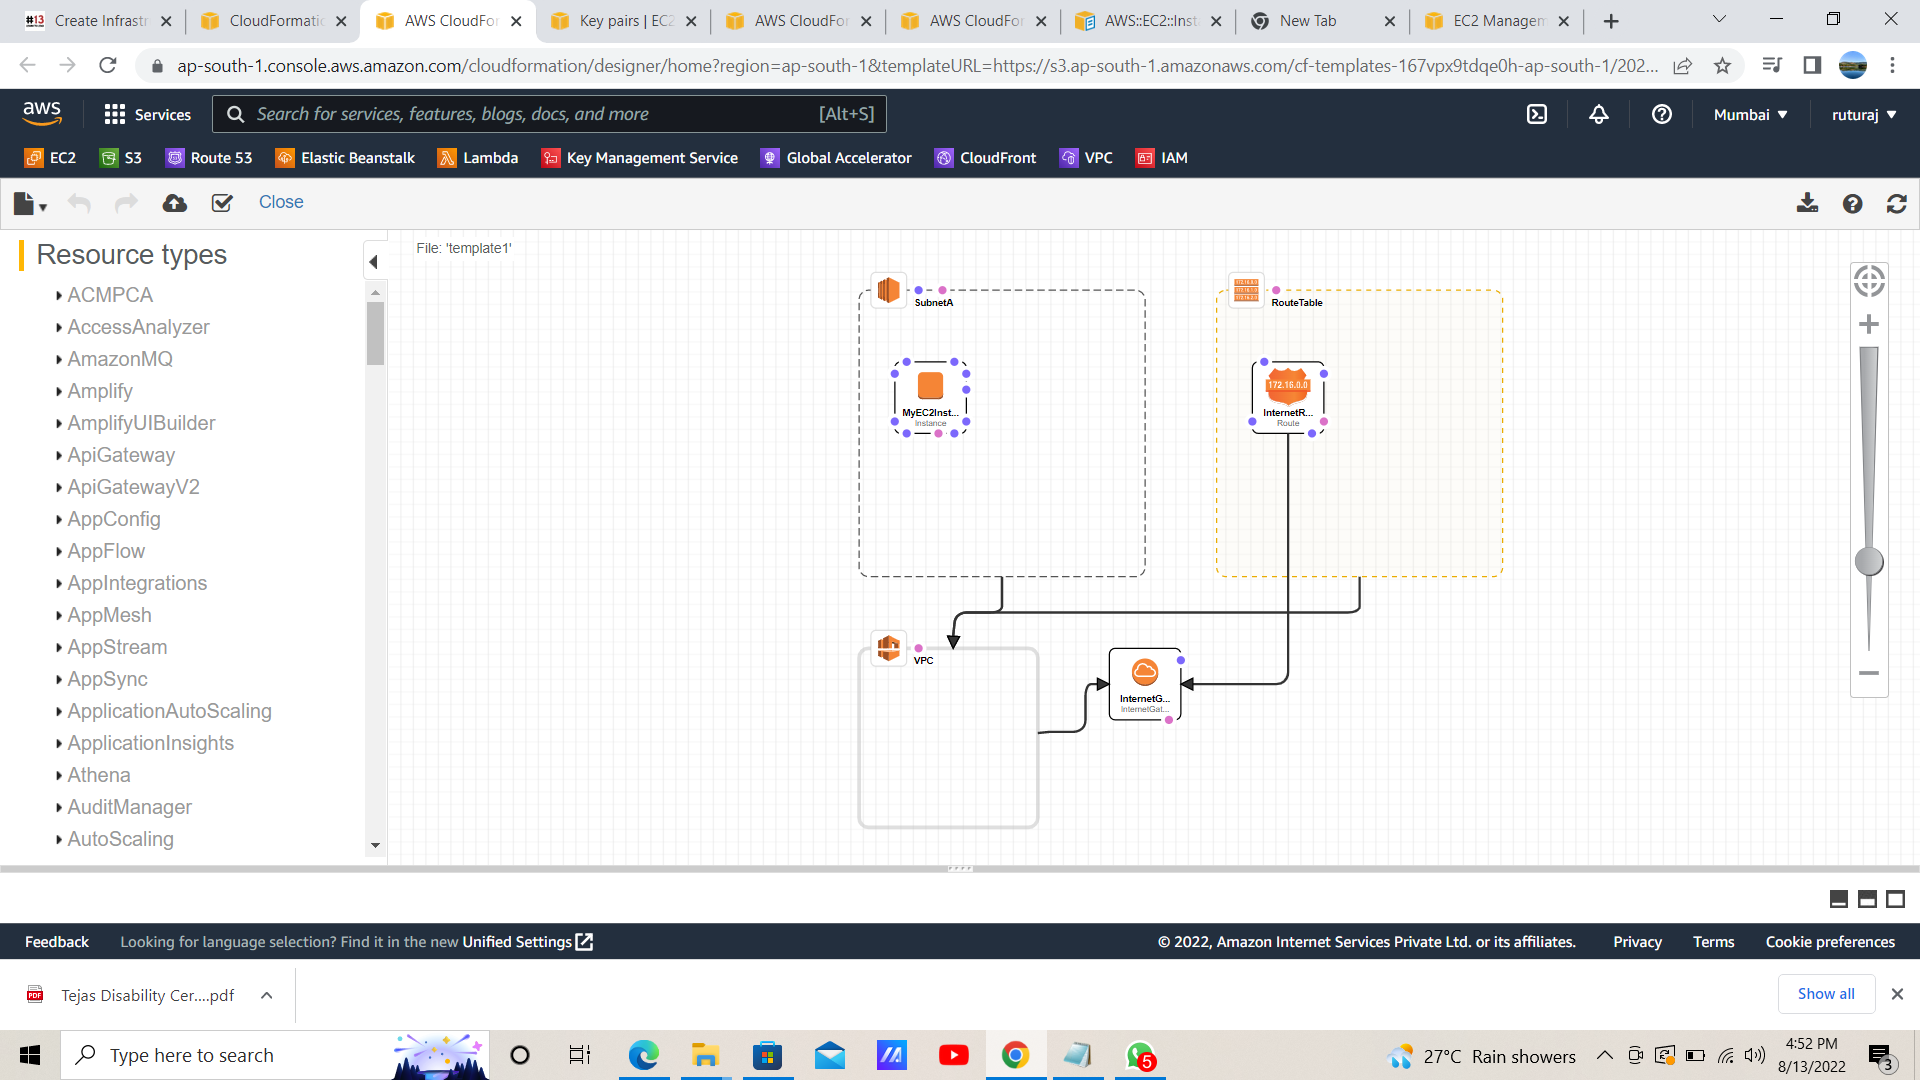 #13 Create Infrastr
CloudFormatic
AWS CloudFor
Key pairs | EC2
AWS CloudFor
AWS CloudFor
AWS::EC2::Inst
New Tab
EC2 Managem
ap-south-1.console.aws.amazon.com/cloudformation/designer/home?region=ap-south-1&templateURL=https://s3.ap-south-1.amazonaws.com/cf-templates-167vpx9tdqe0h-ap-south-1/202...
aws
Services
Search for services, features, blogs, docs, and more [Alt+S]
Mumbai
ruturaj
EC2
S3
Route 53
Elastic Beanstalk
Lambda
Key Management Service
Global Accelerator
CloudFront
VPC
IAM
Close
Resource types
ACMPCA
AccessAnalyzer
AmazonMQ
Amplify
AmplifyUIBuilder
ApiGateway
ApiGatewayV2
AppConfig
AppFlow
AppIntegrations
AppMesh
AppStream
AppSync
ApplicationAutoScaling
ApplicationInsights
Athena
AuditManager
AutoScaling
File: 'template1'
SubnetA
MyEC2Inst...
Instance
RouteTable
172.16.0.0
InternetR...
Route
VPC
InternetG...
InternetGat...
Feedback
Looking for language selection? Find it in the new Unified Settings
© 2022, Amazon Internet Services Private Ltd. or its affiliates.
Privacy
Terms
Cookie preferences
PDF
Tejas Disability Cer....pdf
Show all
Type here to search
5
27°C Rain showers
4:52 PM
8/13/2022
3